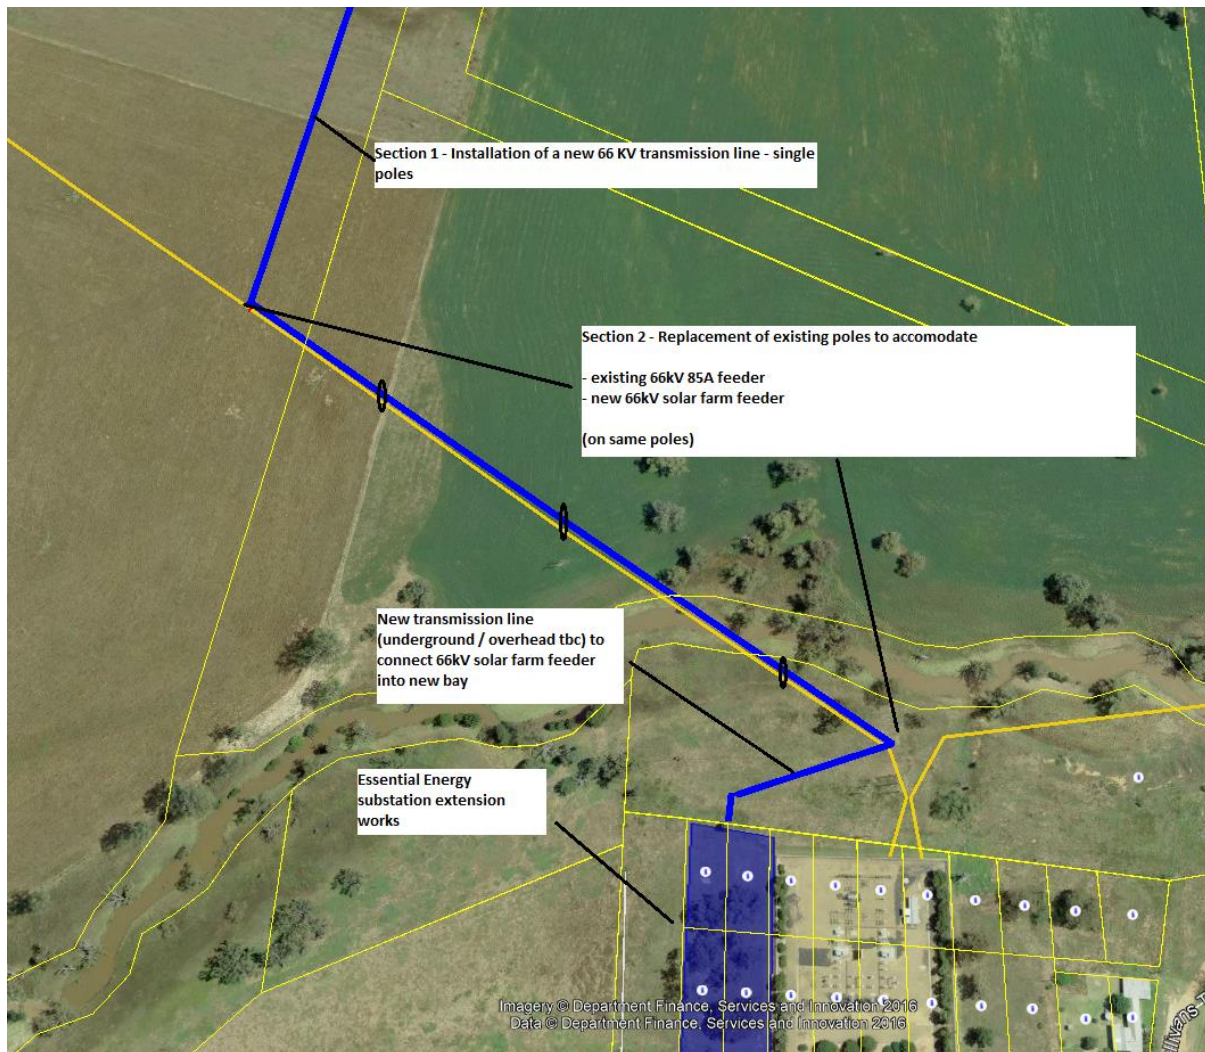 Section 1 - Installation of a new 66 KV transmission line - single
poles
Section 2 - Replacement of existing poles to accomodate
- existing 66kV 85A feeder
- new 66kV solar farm feeder
(on same poles)
New transmission line
(underground / overhead tbc) to
connect 66kV solar farm feeder
into new bay
Essential Energy
substation extension
works
Imagery © Department Finance, Services and Innovation 2016
Data © Department Finance, Services and Innovation 2016